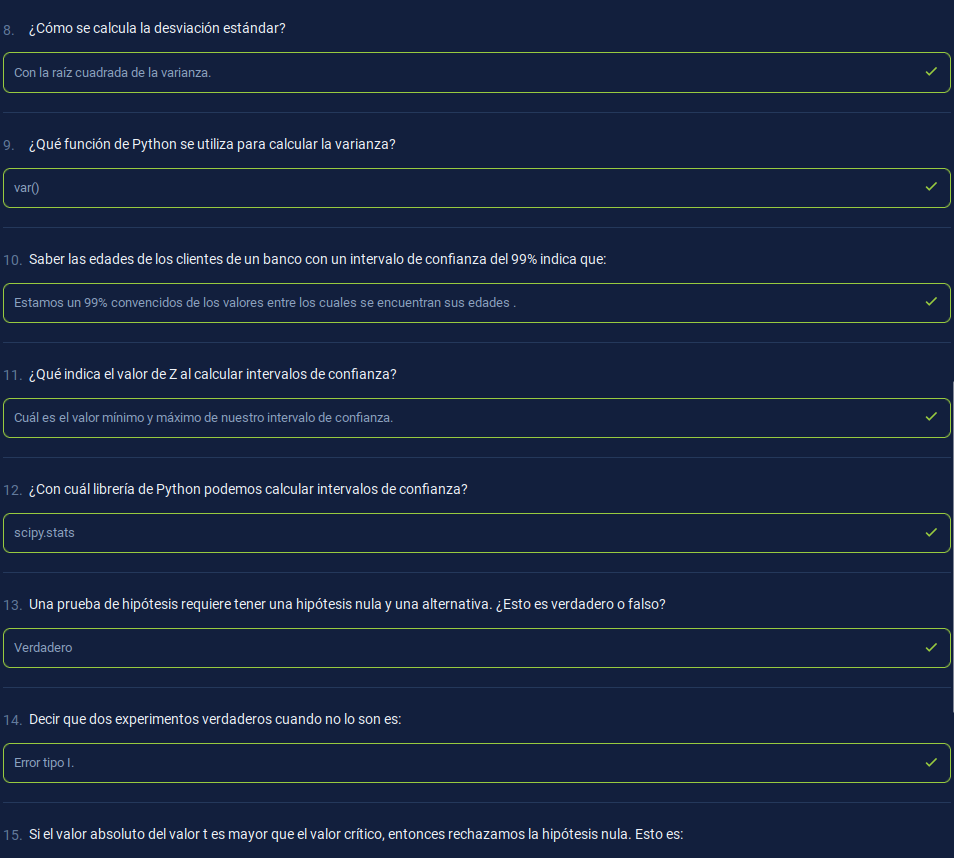 8. ¿Cómo se calcula la desviación estándar?
Con la raíz cuadrada de la varianza.
9. ¿Qué función de Python se utiliza para calcular la varianza?
var()
10. Saber las edades de los clientes de un banco con un intervalo de confianza del 99% indica que:
Estamos un 99% convencidos de los valores entre los cuales se encuentran sus edades .
11. ¿Qué indica el valor de Z al calcular intervalos de confianza?
Cuál es el valor mínimo y máximo de nuestro intervalo de confianza.
12. ¿Con cuál librería de Python podemos calcular intervalos de confianza?
scipy.stats
13. Una prueba de hipótesis requiere tener una hipótesis nula y una alternativa. ¿Esto es verdadero o falso?
Verdadero
14. Decir que dos experimentos verdaderos cuando no lo son es:
Error tipo I.
15. Si el valor absoluto del valor t es mayor que el valor crítico, entonces rechazamos la hipótesis nula. Esto es: